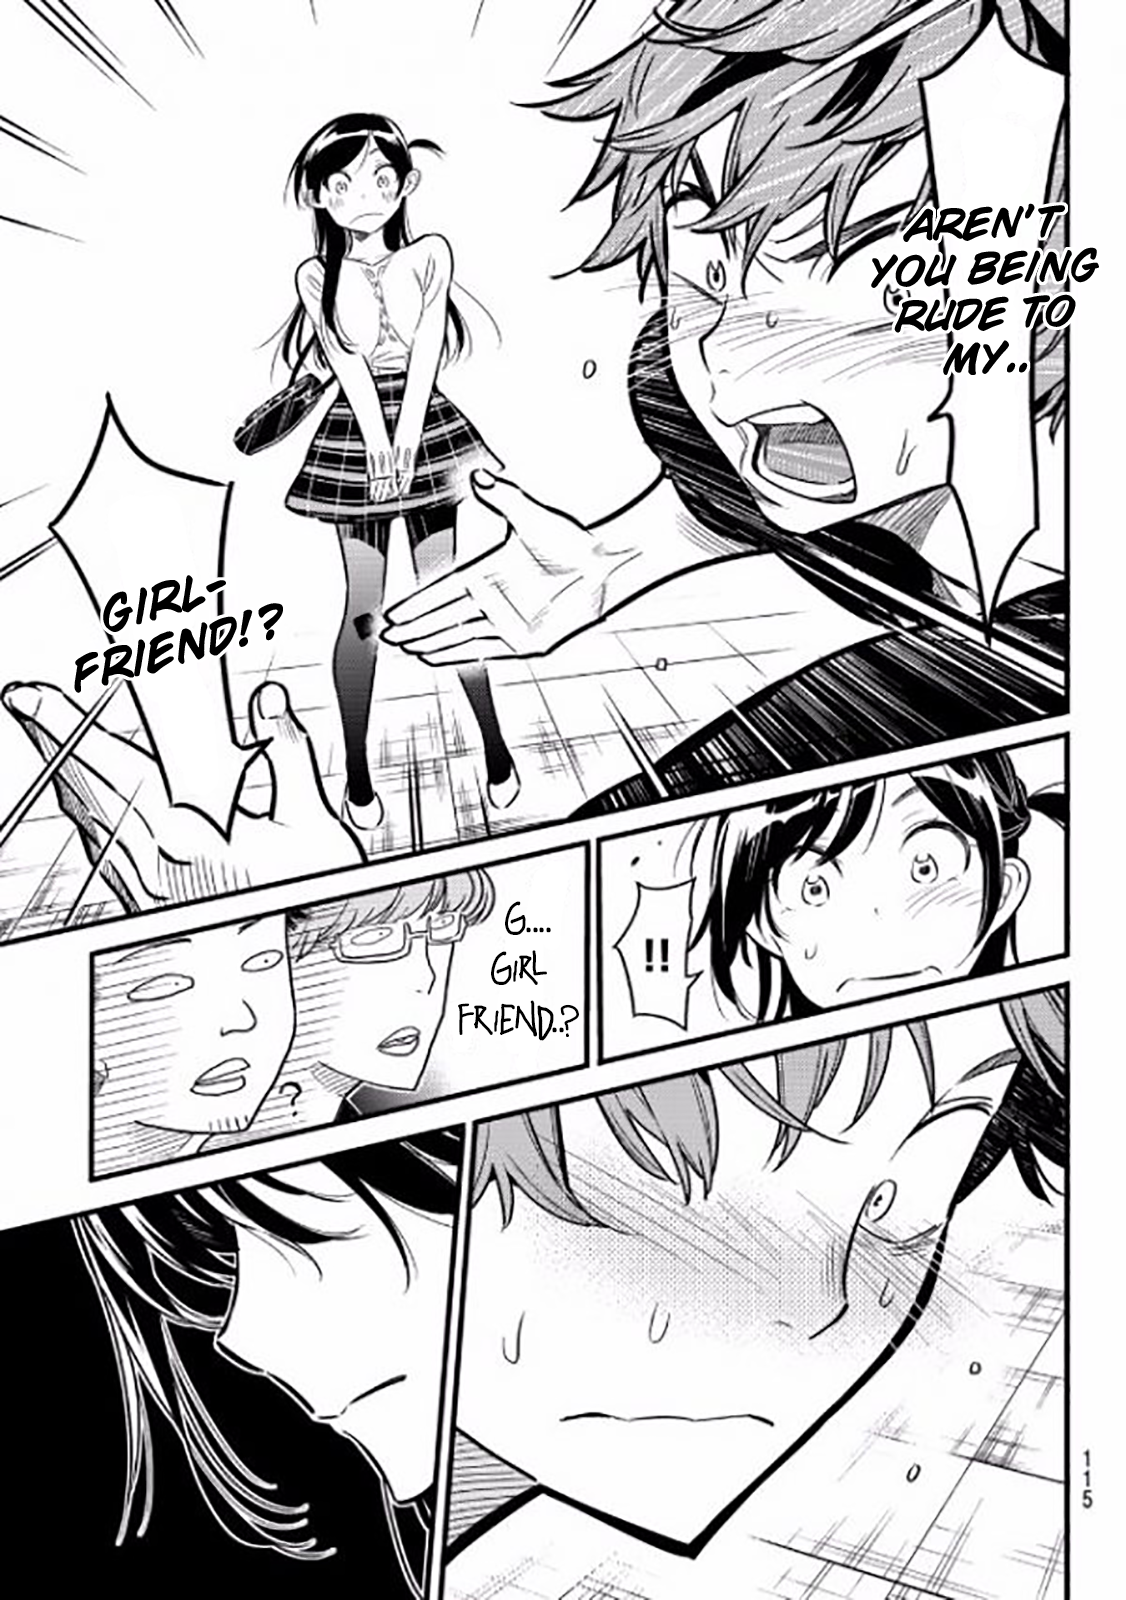 AREN'T
YOU BEING
RUDE TO
MY..
GIRL-
FRIEND!?
!!
G....
GIRL
FRIEND..?
?
115